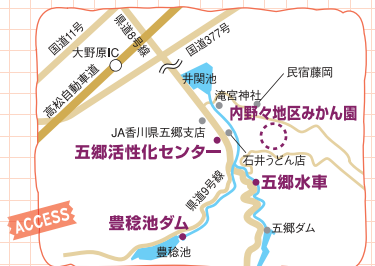 国道11号
県道8号線
国道377号
大野原IC
高松自動車道
井関池
民宿藤岡
滝宮神社
内野々地区みかん園
JA香川県五郷支店
五郷活性化センター
石井うどん店
県道9号線
五郷水車
ACCESS
豊稔池ダム
五郷ダム
豊稔池